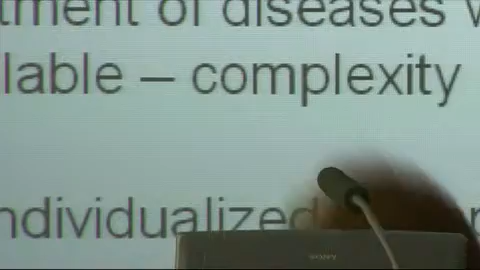 tment of diseases
lable – complexity
ndividualized